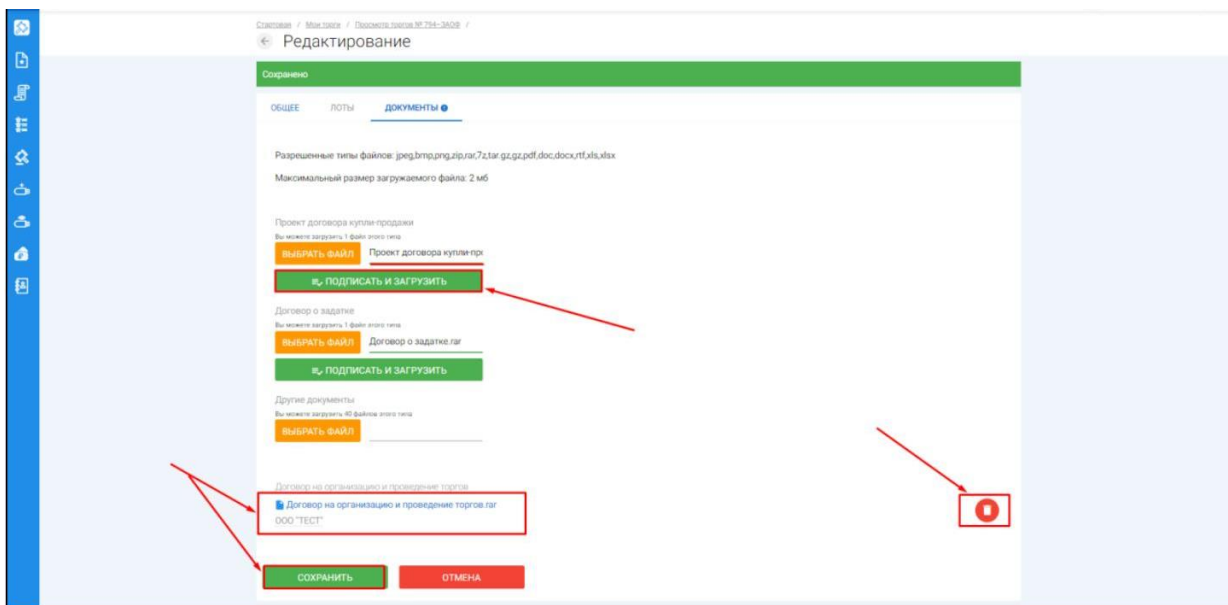 Стартовая / Мои торги / Просмотр торгов № 794-ЗАОФ /
Редактирование
Сохранено
ОБЩЕЕ ЛОТЫ ДОКУМЕНТЫ
Разрешенные типы файлов: jpeg,bmp,png,zip,rar,7z,tar.gz,gz,pdf,doc,docx,rtf,xls,xlsx
Максимальный размер загружаемого файла: 2 мб
Проект договора купли-продажи
Вы можете загрузить 1 файл этого типа
ВЫБРАТЬ ФАЙЛ Проект договора купли-про
ПОДПИСАТЬ И ЗАГРУЗИТЬ
Договор о задатке
Вы можете загрузить 1 файл этого типа
ВЫБРАТЬ ФАЙЛ Договор о задатке.rar
ПОДПИСАТЬ И ЗАГРУЗИТЬ
Другие документы
Вы можете загрузить 40 файлов этого типа
ВЫБРАТЬ ФАЙЛ
Договор на организацию и проведение торгов
Договор на организацию и проведение торгов.rar
ООО "ТЕСТ"
СОХРАНИТЬ ОТМЕНА